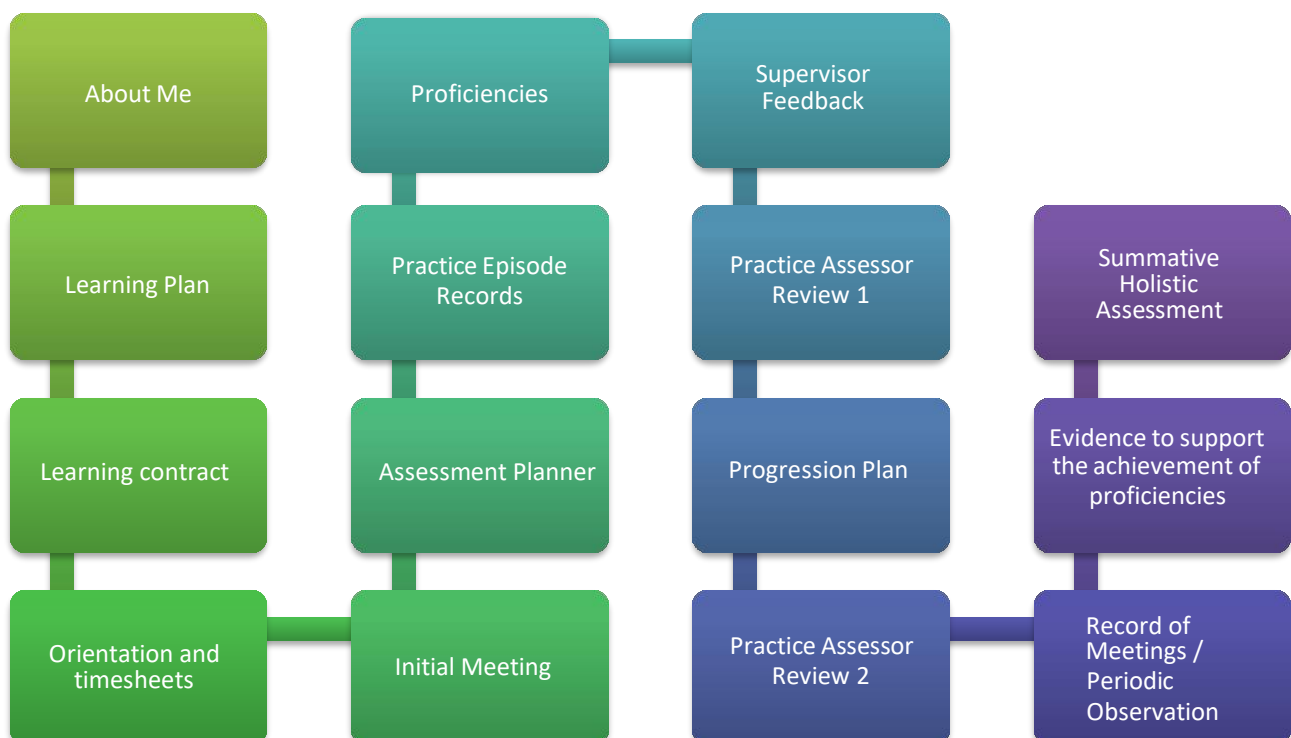 About Me
Learning Plan
Learning contract
Orientation and
timesheets
Initial Meeting
Assessment Planner
Practice Episode
Records
Proficiencies
Supervisor
Feedback
Practice Assessor
Review 1
Progression Plan
Practice Assessor
Review 2
Record of
Meetings /
Periodic
Observation
Evidence to support
the achievement of
proficiencies
Summative
Holistic
Assessment